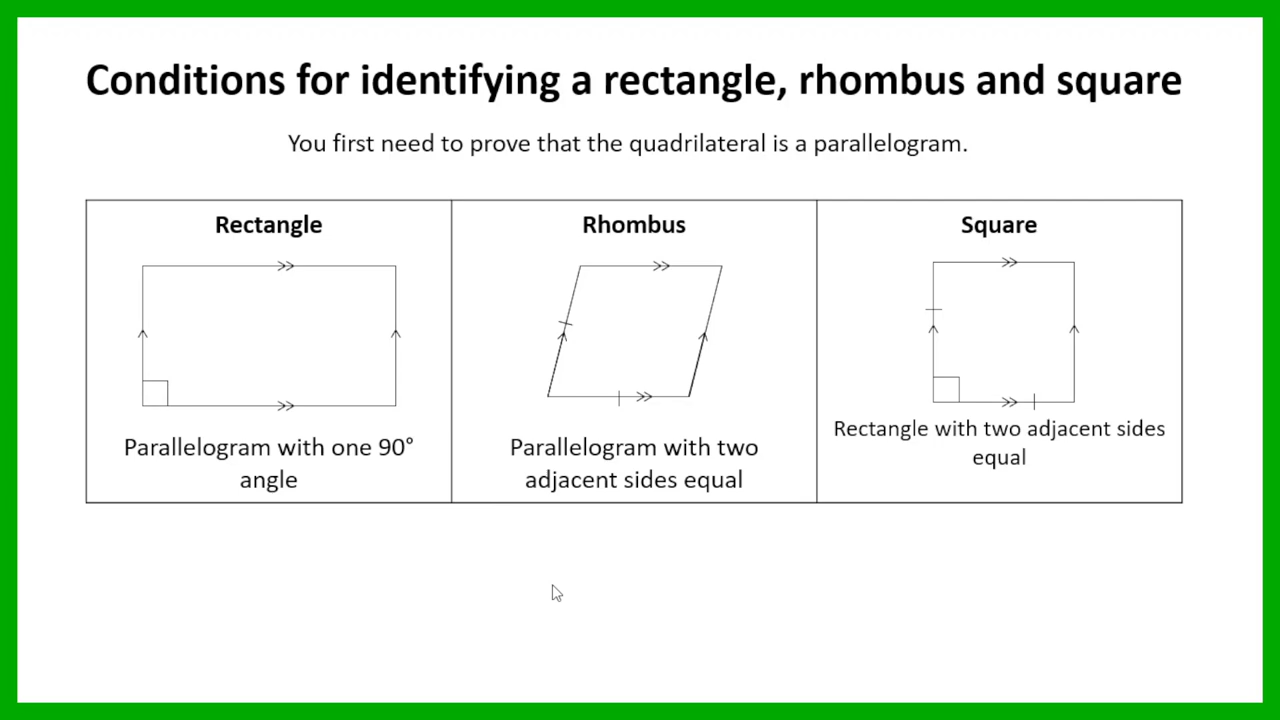 Conditions for identifying a rectangle, rhombus and square
You first need to prove that the quadrilateral is a parallelogram.
Rectangle
Parallelogram with one 90°
angle
Rhombus
Parallelogram with two
adjacent sides equal
Square
Rectangle with two adjacent sides
equal